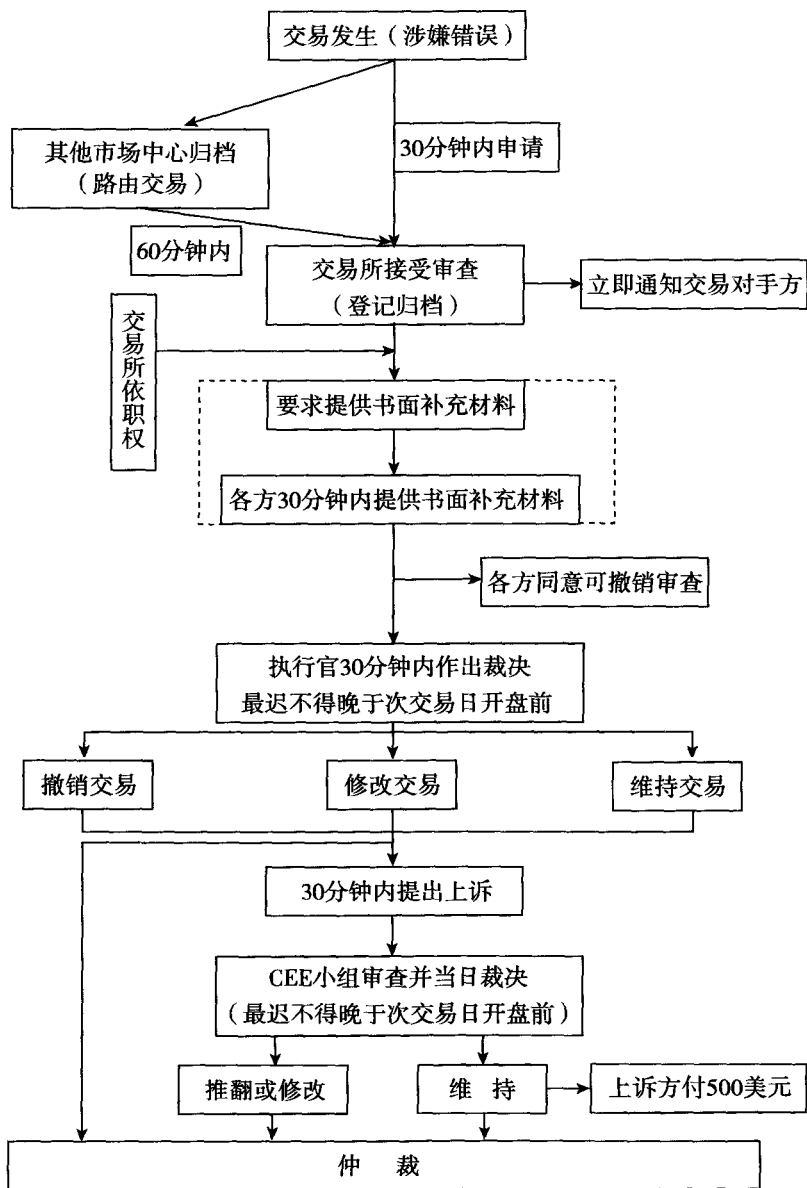 交易发生（涉嫌错误）
其他市场中心归档
（路由交易）
30分钟内申请
60分钟内
交易所接受审查
（登记归档）
立即通知交易对手方
交易所依职权
要求提供书面补充材料
各方30分钟内提供书面补充材料
各方同意可撤销审查
执行官30分钟内作出裁决
最迟不得晚于次交易日开盘前
撤销交易
修改交易
维持交易
30分钟内提出上诉
CEE小组审查并当日裁决
（最迟不得晚于次交易日开盘前）
推翻或修改
维 持
上诉方付500美元
仲 裁